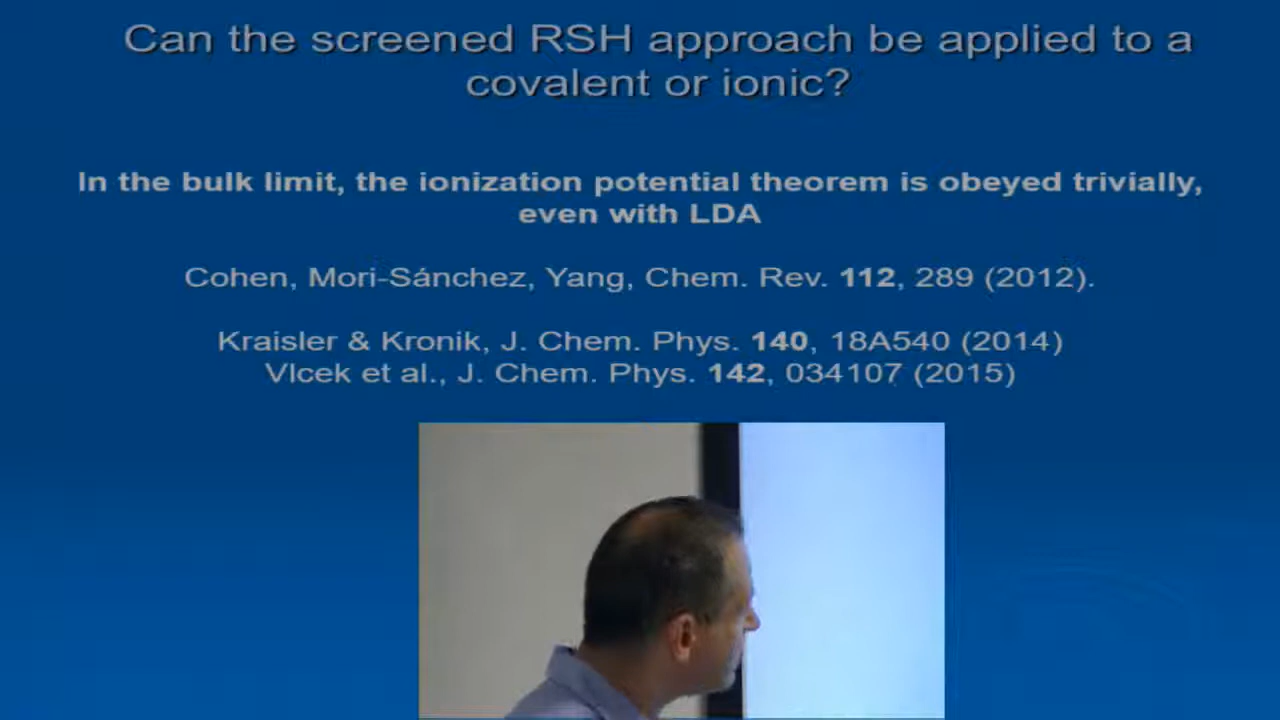 Can the screened RSH approach be applied to a
covalent or ionic?
In the bulk limit, the ionization potential theorem is obeyed trivially,
even with LDA
Cohen, Mori-Sánchez, Yang, Chem. Rev. 112, 289 (2012).
Kraisler & Kronik, J. Chem. Phys. 140, 18A540 (2014)
Vlcek et al., J. Chem. Phys. 142, 034107 (2015)